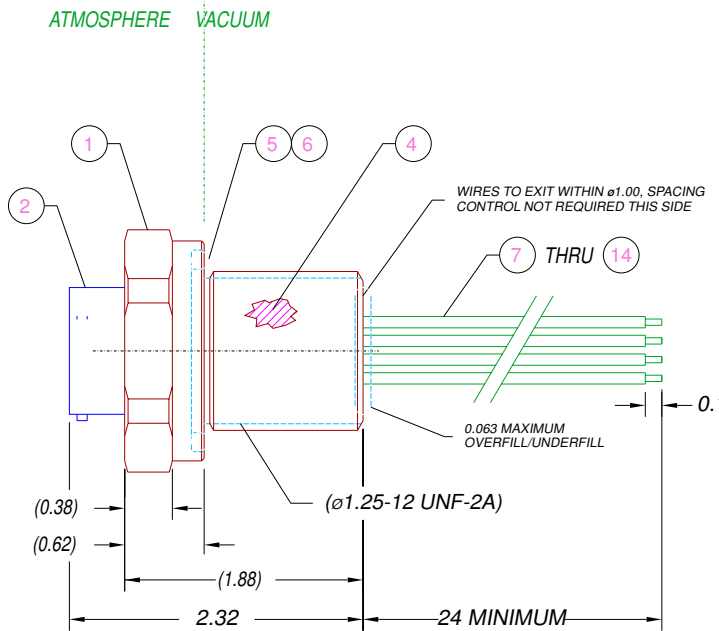 ATMOSPHERE VACUUM
1
5 6
4
2
WIRES TO EXIT WITHIN ø1.00, SPACING
CONTROL NOT REQUIRED THIS SIDE
7 THRU 14
0.063 MAXIMUM
OVERFILL/UNDERFILL
(ø1.25-12 UNF-2A)
(0.38)
(0.62)
(1.88)
2.32
24 MINIMUM